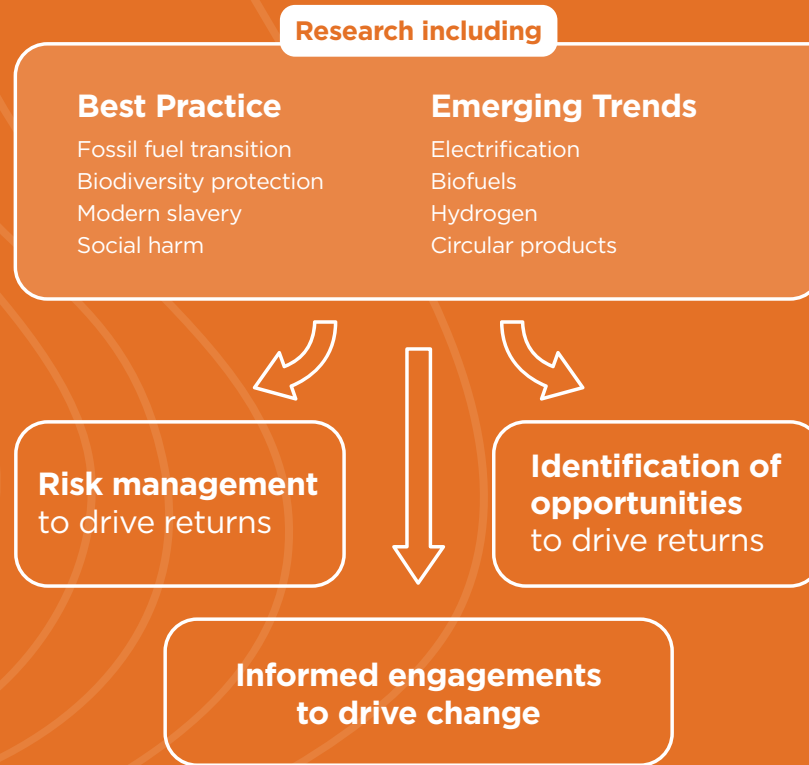 Research including
Best Practice
Fossil fuel transition
Biodiversity protection
Modern slavery
Social harm
Emerging Trends
Electrification
Biofuels
Hydrogen
Circular products
Risk management
to drive returns
Identification of
opportunities
to drive returns
Informed engagements
to drive change